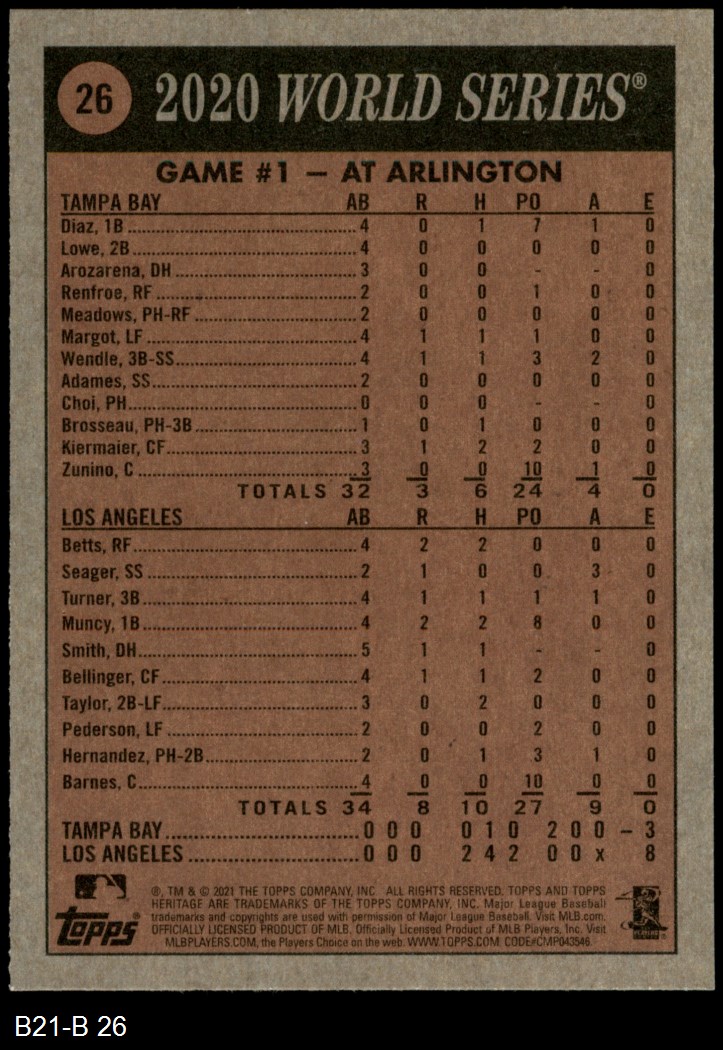 26 2020 WORLD SERIES®
GAME #1 – AT ARLINGTON
TAMPA BAY AB R H PO A E
Diaz, 1B 4 0 1 7 1 0
Lowe, 2B 4 0 0 0 0 0
Arozarena, DH 3 0 0 - - 0
Renfroe, RF 2 0 0 1 0 0
Meadows, PH-RF 2 0 0 0 0 0
Margot, LF 4 1 1 1 0 0
Wendle, 3B-SS 4 1 1 3 2 0
Adames, SS 2 0 0 0 0 0
Choi, PH 0 0 0 - - 0
Brosseau, PH-3B 1 0 1 0 0 0
Kiermaier, CF 3 1 2 2 0 0
Zunino, C 3 0 0 10 1 0
TOTALS 32 3 6 24 4 0
LOS ANGELES AB R H PO A E
Betts, RF 4 2 2 0 0 0
Seager, SS 2 1 0 0 3 0
Turner, 3B 4 1 1 1 1 0
Muncy, 1B 4 2 2 8 0 0
Smith, DH 5 1 1 - - 0
Bellinger, CF 4 1 1 2 0 0
Taylor, 2B-LF 3 0 2 0 0 0
Pederson, LF 2 0 0 2 0 0
Hernandez, PH-2B 2 0 1 3 1 0
Barnes, C 4 0 0 10 0 0
TOTALS 34 8 10 27 9 0
TAMPA BAY 0 0 0 0 1 0 2 0 0 – 3
LOS ANGELES 0 0 0 2 4 2 0 0 x 8
®, TM & © 2021 THE TOPPS COMPANY, INC. ALL RIGHTS RESERVED. TOPPS AND TOPPS
HERITAGE ARE TRADEMARKS OF THE TOPPS COMPANY, INC. Major League Baseball
trademarks and copyrights are used with permission of Major League Baseball. Visit MLB.com.
OFFICIALLY LICENSED PRODUCT OF MLB. Officially Licensed Product of MLB Players, Inc. Visit
MLBPLAYERS.COM, the Players Choice on the web. WWW.TOPPS.COM CODE#CMP043546
Topps®
B21-B 26